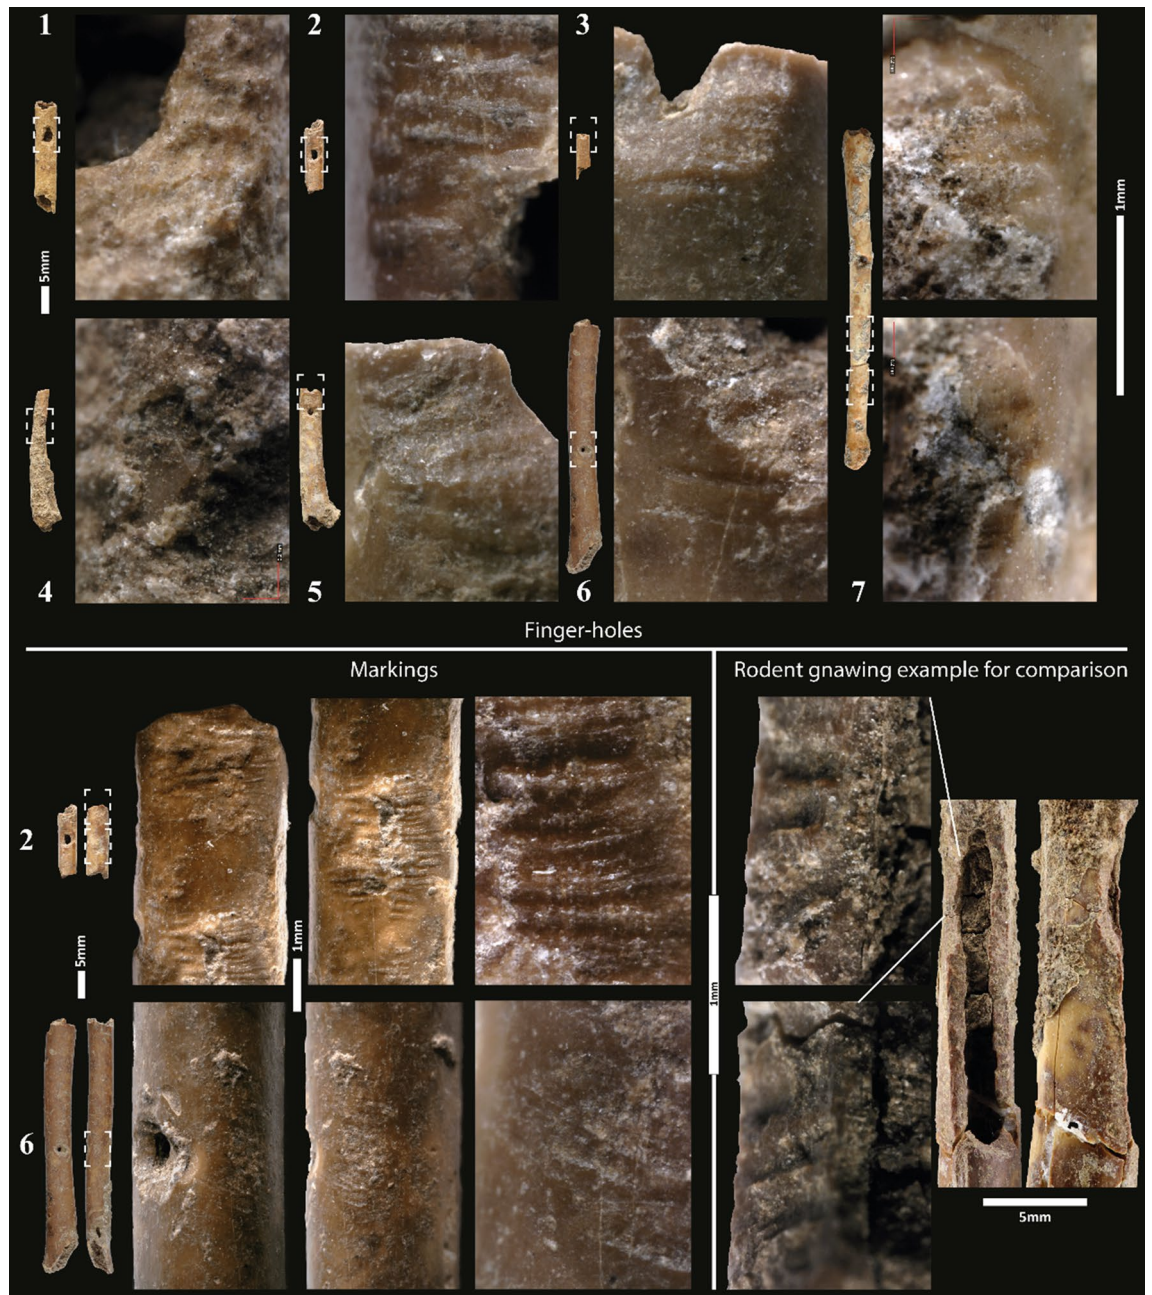 1
2
3
5mm
1mm
4
5
6
7
Finger-holes
Markings
Rodent gnawing example for comparison
2
5mm
1mm
1mm
6
5mm